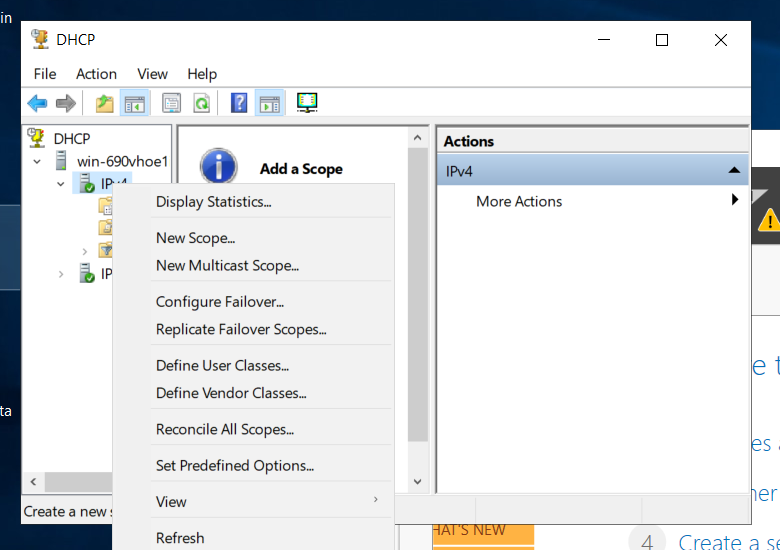 in
DHCP
File Action View Help
DHCP
win-690vhoe1
IPv4
IP
Add a Scope
Actions
IPv4
More Actions
Display Statistics...
New Scope...
New Multicast Scope...
Configure Failover...
Replicate Failover Scopes...
Define User Classes...
Define Vendor Classes...
Reconcile All Scopes...
Set Predefined Options...
View
Refresh
Create a new s
ta
e t
es a
her
HAT'S NEW
4 Create a se